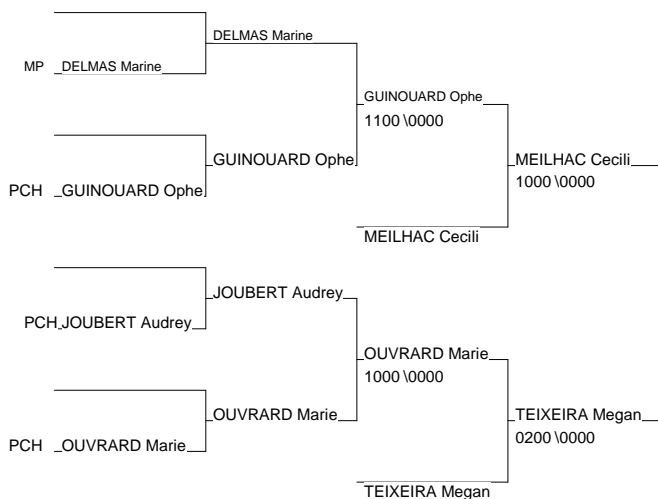 DELMAS Marine
MP DELMAS Marine
GUINOUARD Ophe
1100 \0000
GUINOUARD Ophe
MEILHAC Cecili
1000 \0000
PCH GUINOUARD Ophe
MEILHAC Cecili
JOUBERT Audrey
PCH JOUBERT Audrey
OUVRARD Marie
1000 \0000
OUVRARD Marie
TEIXEIRA Megan
0200 \0000
PCH OUVRARD Marie
TEIXEIRA Megan